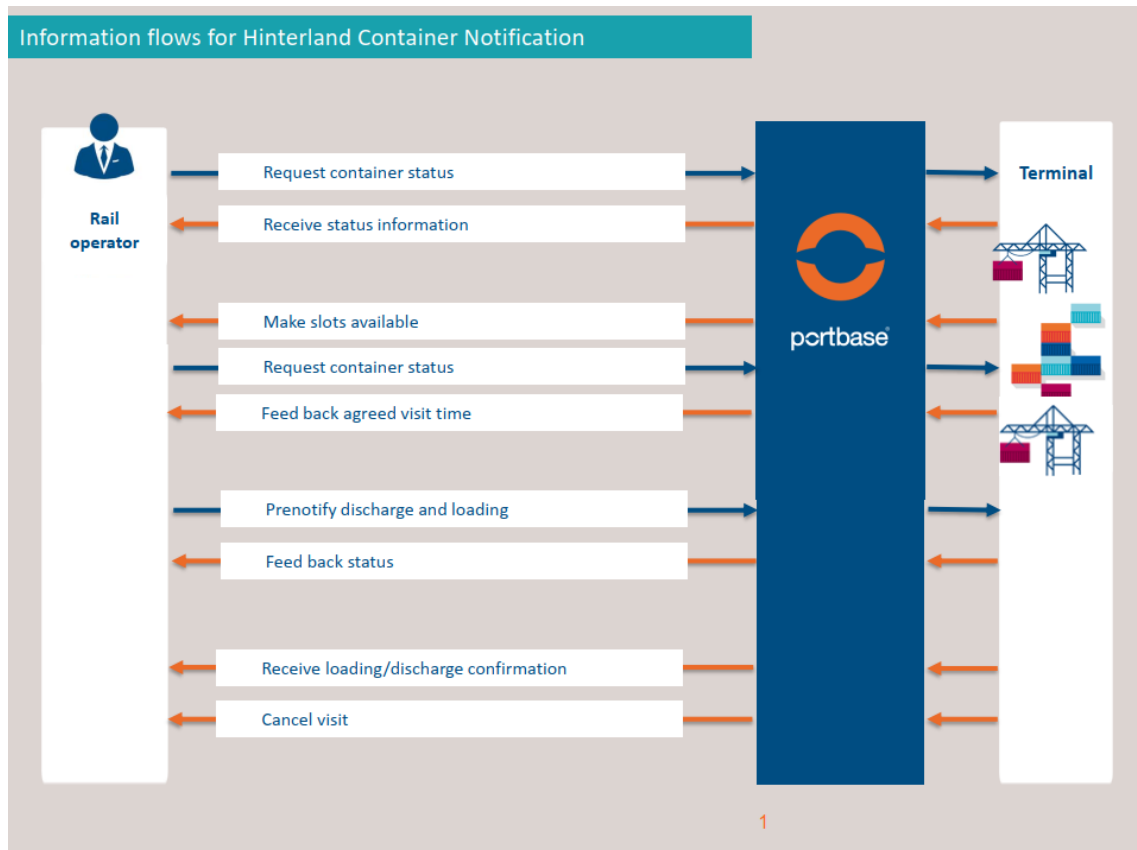 Information flows for Hinterland Container Notification
Request container status
Terminal
Rail
operator
Receive status information
Make slots available
portbase
Request container status
Feed back agreed visit time
Prenotify discharge and loading
Feed back status
Receive loading/discharge confirmation
Cancel visit
1